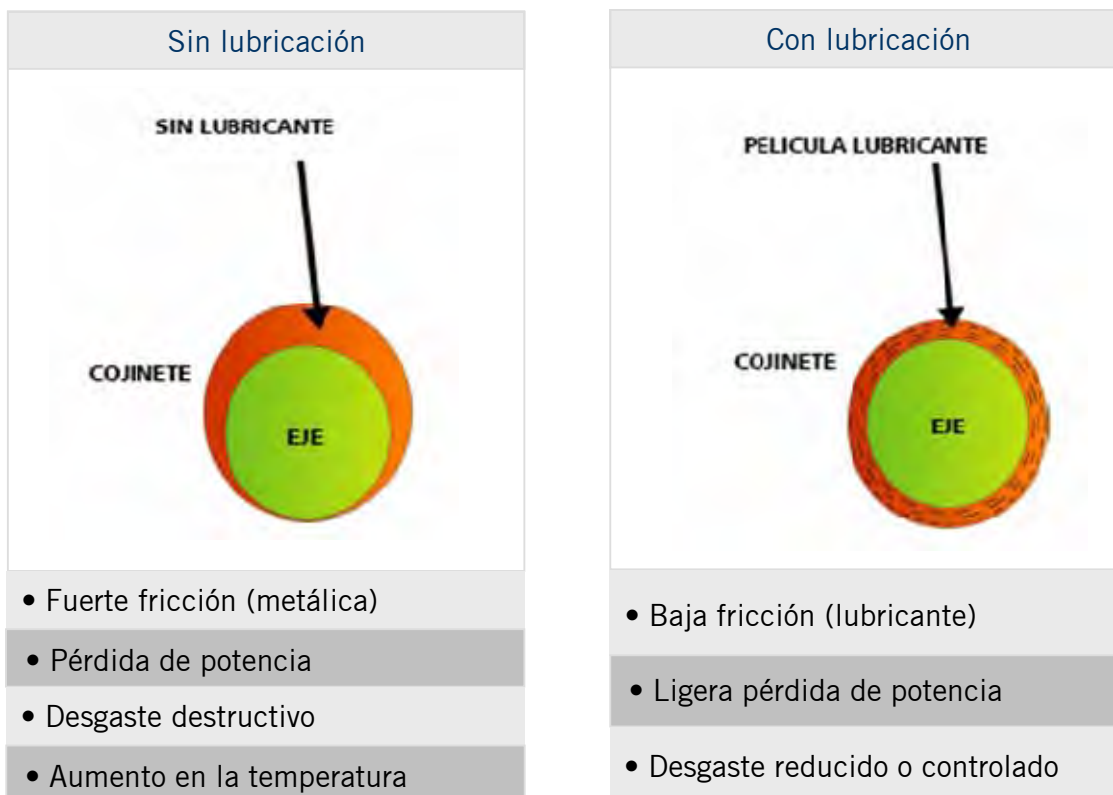 Sin lubricación
SIN LUBRICANTE
COJINETE
EJE
• Fuerte fricción (metálica)
• Pérdida de potencia
• Desgaste destructivo
• Aumento en la temperatura
Con lubricación
PELICULA LUBRICANTE
COJINETE
EJE
• Baja fricción (lubricante)
• Ligera pérdida de potencia
• Desgaste reducido o controlado